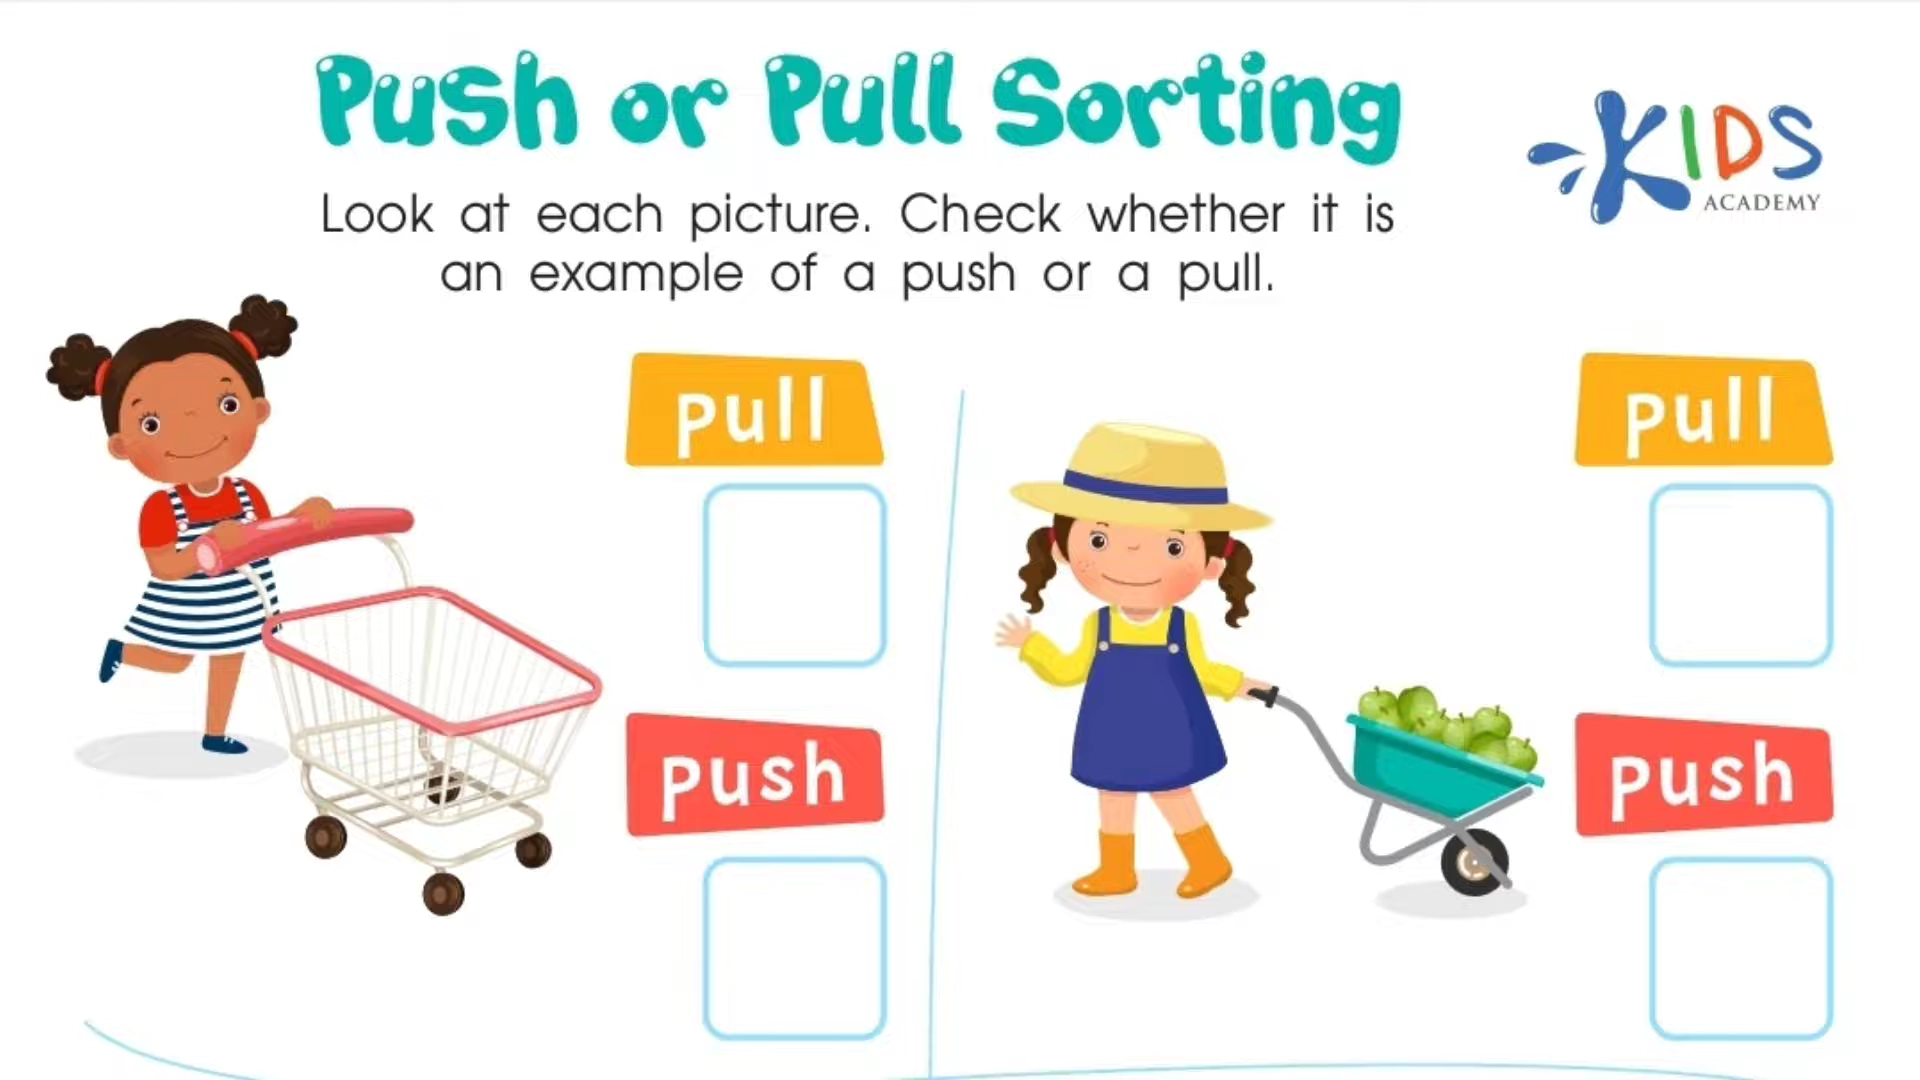 Push or Pull Sorting
KIDS
ACADEMY
Look at each picture. Check whether it is
an example of a push or a pull.
pull
push
pull
push